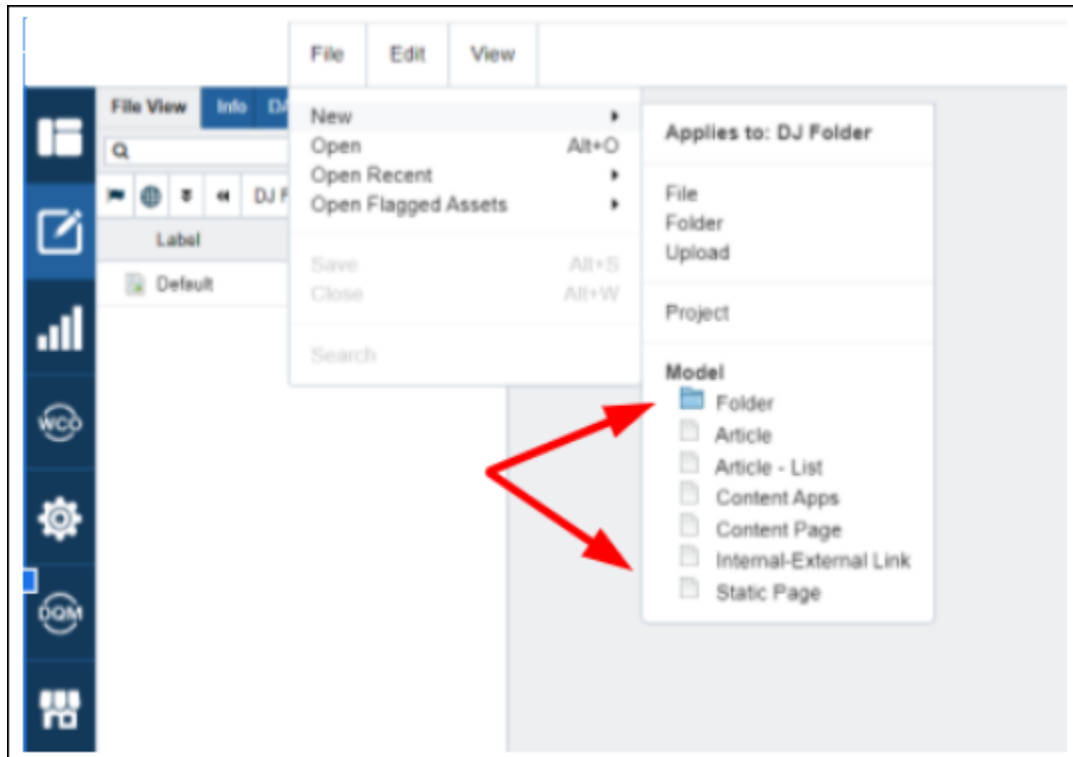 File Edit View
File View Info DA
New
Open Alt+O
Open Recent
Open Flagged Assets
Save Alt+S
Close Alt+W
Search
DJ F
Label
Default
Applies to: DJ Folder
File
Folder
Upload
Project
Model
Folder
Article
Article - List
Content Apps
Content Page
Internal-External Link
Static Page
WCO
DQM